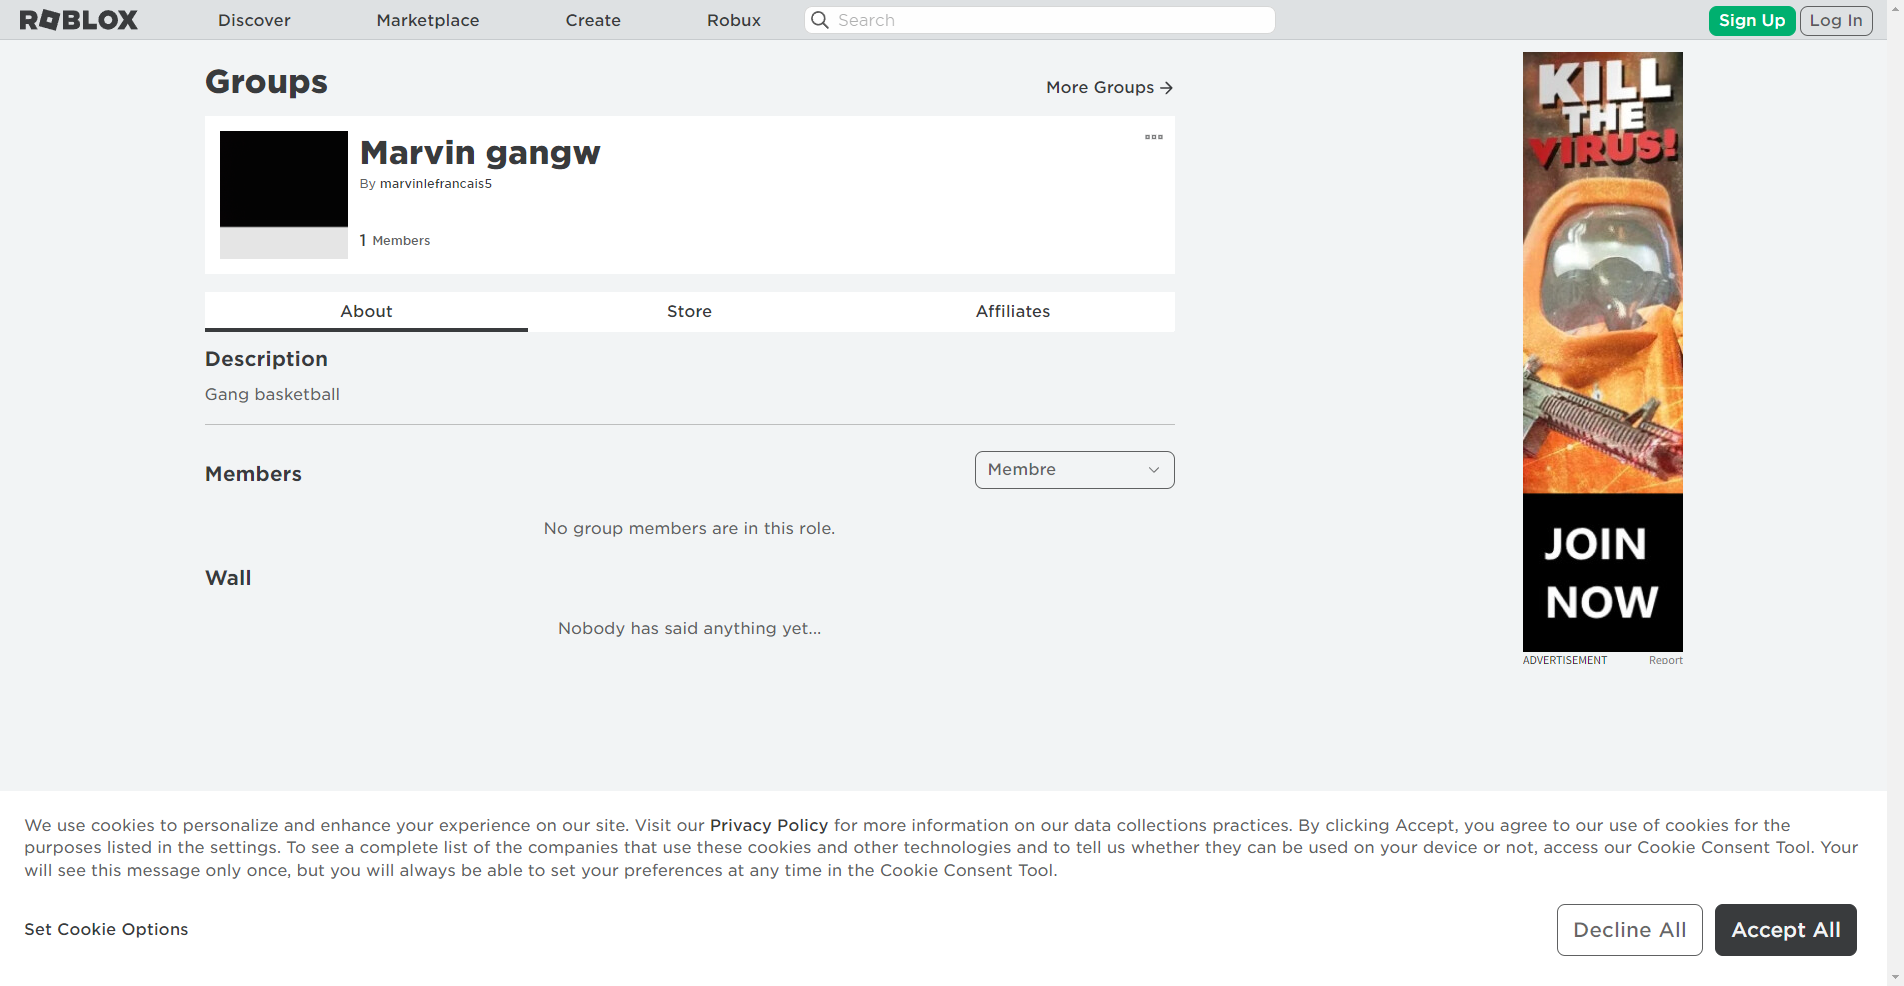 ROBLOX
Discover
Marketplace
Create
Robux
Search
Sign Up
Log In
Groups
More Groups
Marvin gangw
By marvinlefrancais5
1 Members
About
Store
Affiliates
Description
Gang basketball
Members
Membre
No group members are in this role.
Wall
Nobody has said anything yet...
KILL
THE
VIRUS!
JOIN
NOW
ADVERTISEMENT
Report
We use cookies to personalize and enhance your experience on our site. Visit our Privacy Policy for more information on our data collections practices. By clicking Accept, you agree to our use of cookies for the
purposes listed in the settings. To see a complete list of the companies that use these cookies and other technologies and to tell us whether they can be used on your device or not, access our Cookie Consent Tool. Your
will see this message only once, but you will always be able to set your preferences at any time in the Cookie Consent Tool.
Set Cookie Options
Decline All
Accept All